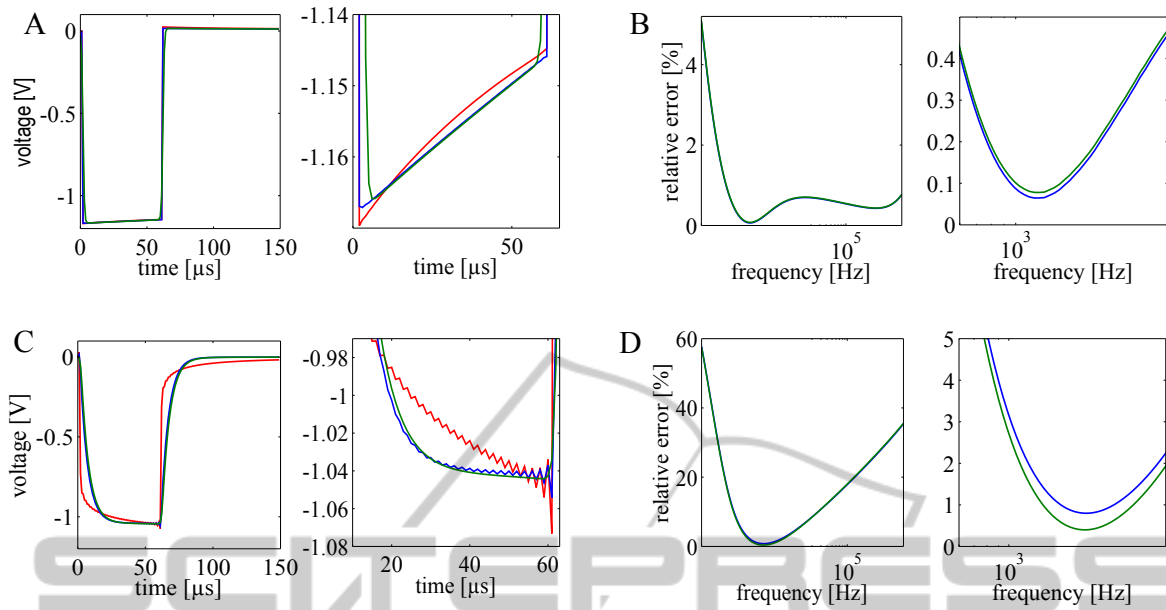 A
0
-0.5
-1
voltage [V]
0 50 100 150
time [µs]
-1.14
-1.15
-1.16
0 50
time [µs]
B
4
2
0
relative error [%]
10^5
frequency [Hz]
0.4
0.3
0.2
0.1
0
10^3
frequency [Hz]
C
0
-0.5
-1
voltage [V]
0 50 100 150
time [µs]
-0.98
-1
-1.02
-1.04
-1.06
-1.08
20 40 60
time [µs]
D
60
40
20
0
relative error [%]
10^5
frequency [Hz]
5
4
3
2
1
0
10^3
frequency [Hz]
SCITEPRESS